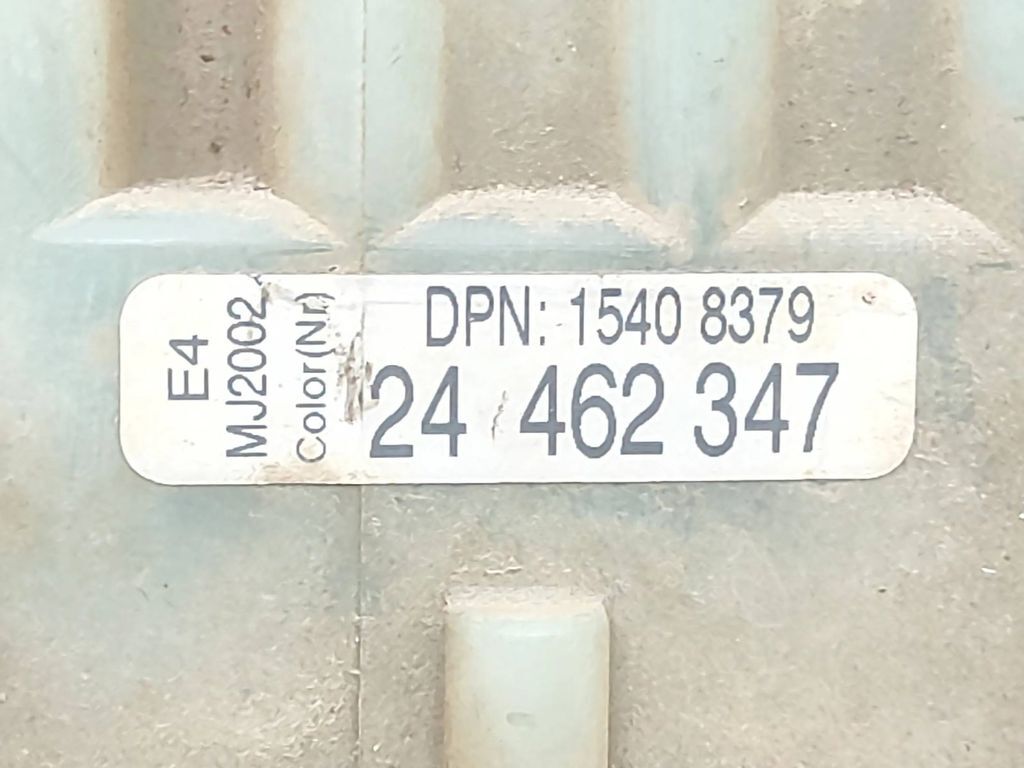 E4
MJ2002
Color(Nr)
DPN: 1540 8379
24 462 347